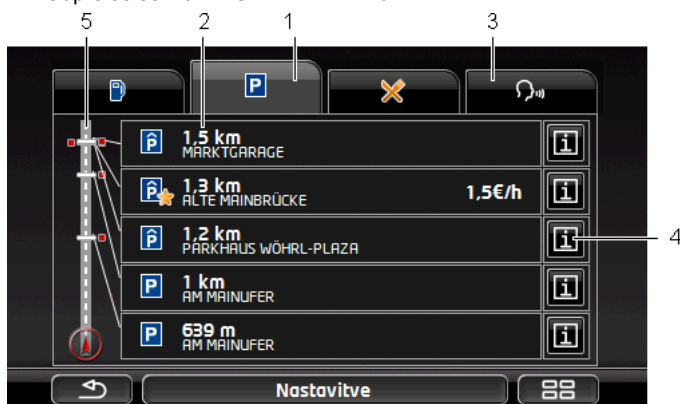 5 2 1 3
P
P 1,5 km
MARKTGARAGE
i
P 1,3 km
ALTE MAINBRÜCKE
1,5€/h
i
P 1,2 km
PARKHAUS WÖHRL-PLAZA
i
4
P 1 km
AM MAINUFER
i
P 639 m
AM MAINUFER
i
Nastavitve